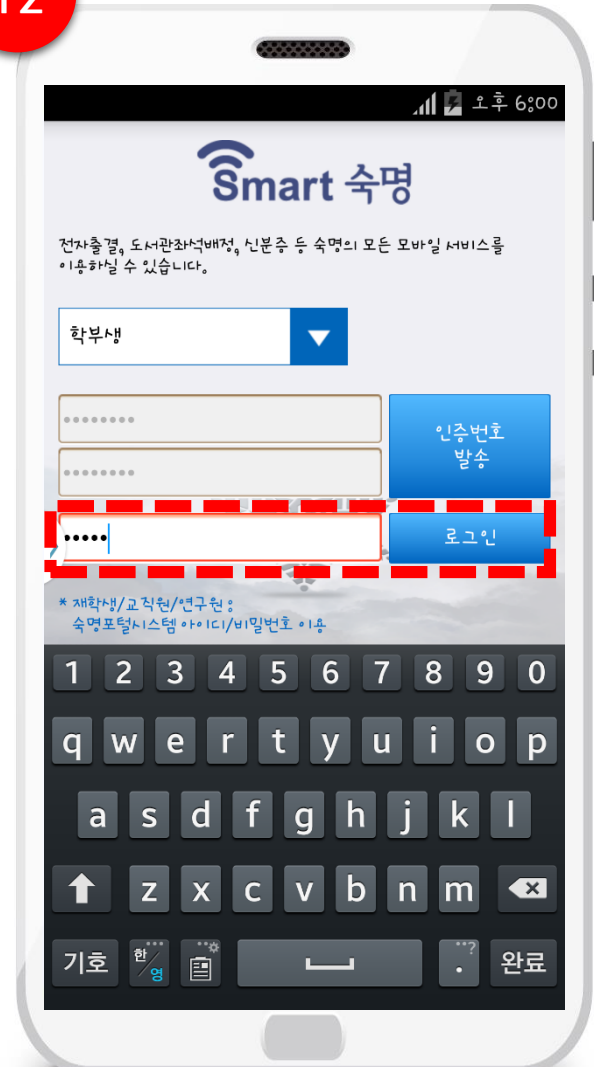 12
오후 6:00
Smart 숙명
전자출결, 도서관좌석배정, 신분증 등 숙명의 모든 모바일 서비스를
이용하실 수 있습니다.
학부생
••••••••
인증번호
발송
••••••••
•••••
로그인
* 재학생/교직원/연구원 :
숙명포털시스템 아이디/비밀번호 이용
1 2 3 4 5 6 7 8 9 0
q w e r t y u i o p
a s d f g h j k l
z x c v b n m
기호 한/영 . ? 완료